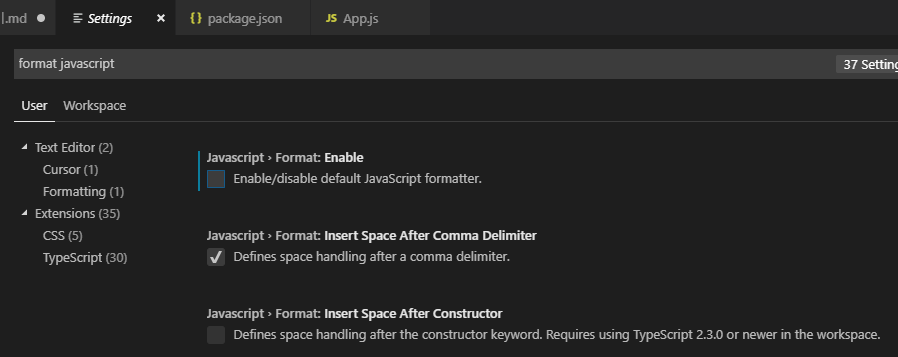 |.md
Settings
{ } package.json
JS App.js
format javascript
37 Setting
User
Workspace
Text Editor (2)
Cursor (1)
Formatting (1)
Extensions (35)
CSS (5)
TypeScript (30)
Javascript › Format: Enable
Enable/disable default JavaScript formatter.
Javascript › Format: Insert Space After Comma Delimiter
Defines space handling after a comma delimiter.
Javascript › Format: Insert Space After Constructor
Defines space handling after the constructor keyword. Requires using TypeScript 2.3.0 or newer in the workspace.